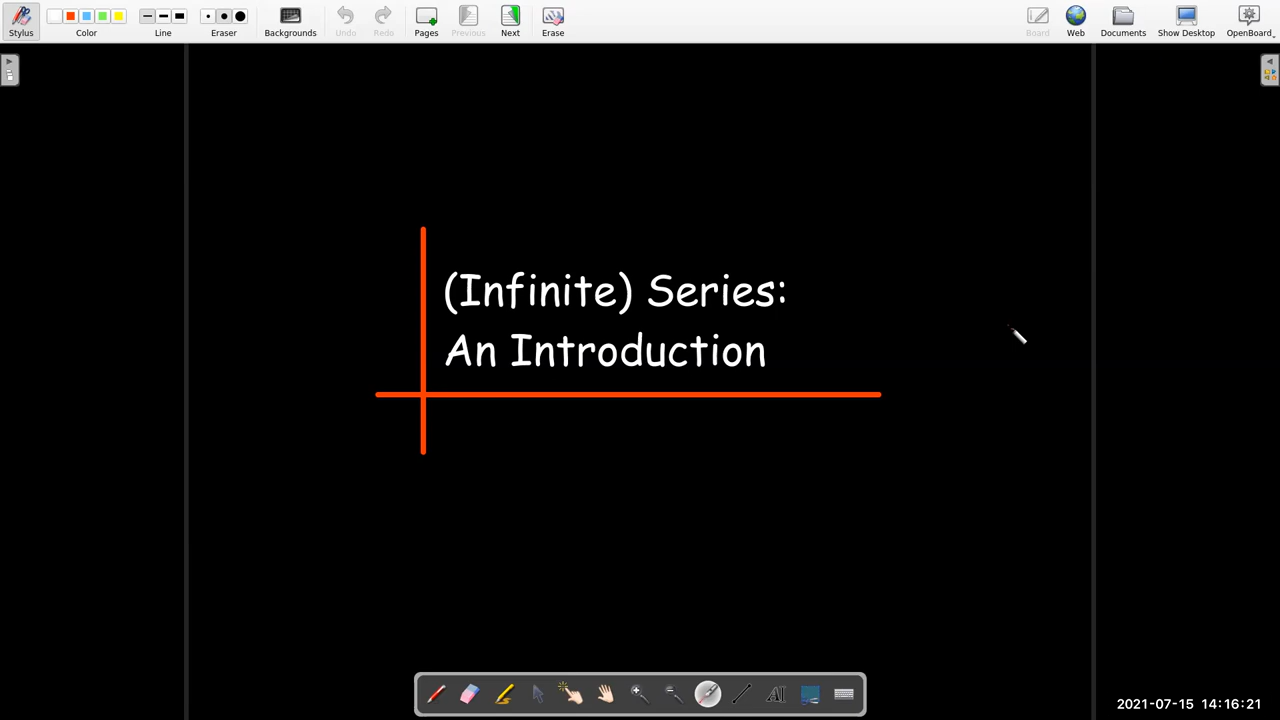 Stylus
Color
Line
Eraser
Backgrounds
Undo
Redo
Pages
Previous
Next
Erase
Board
Web
Documents
Show Desktop
OpenBoard
(Infinite) Series:
An Introduction
AI
2021-07-15 14:16:21